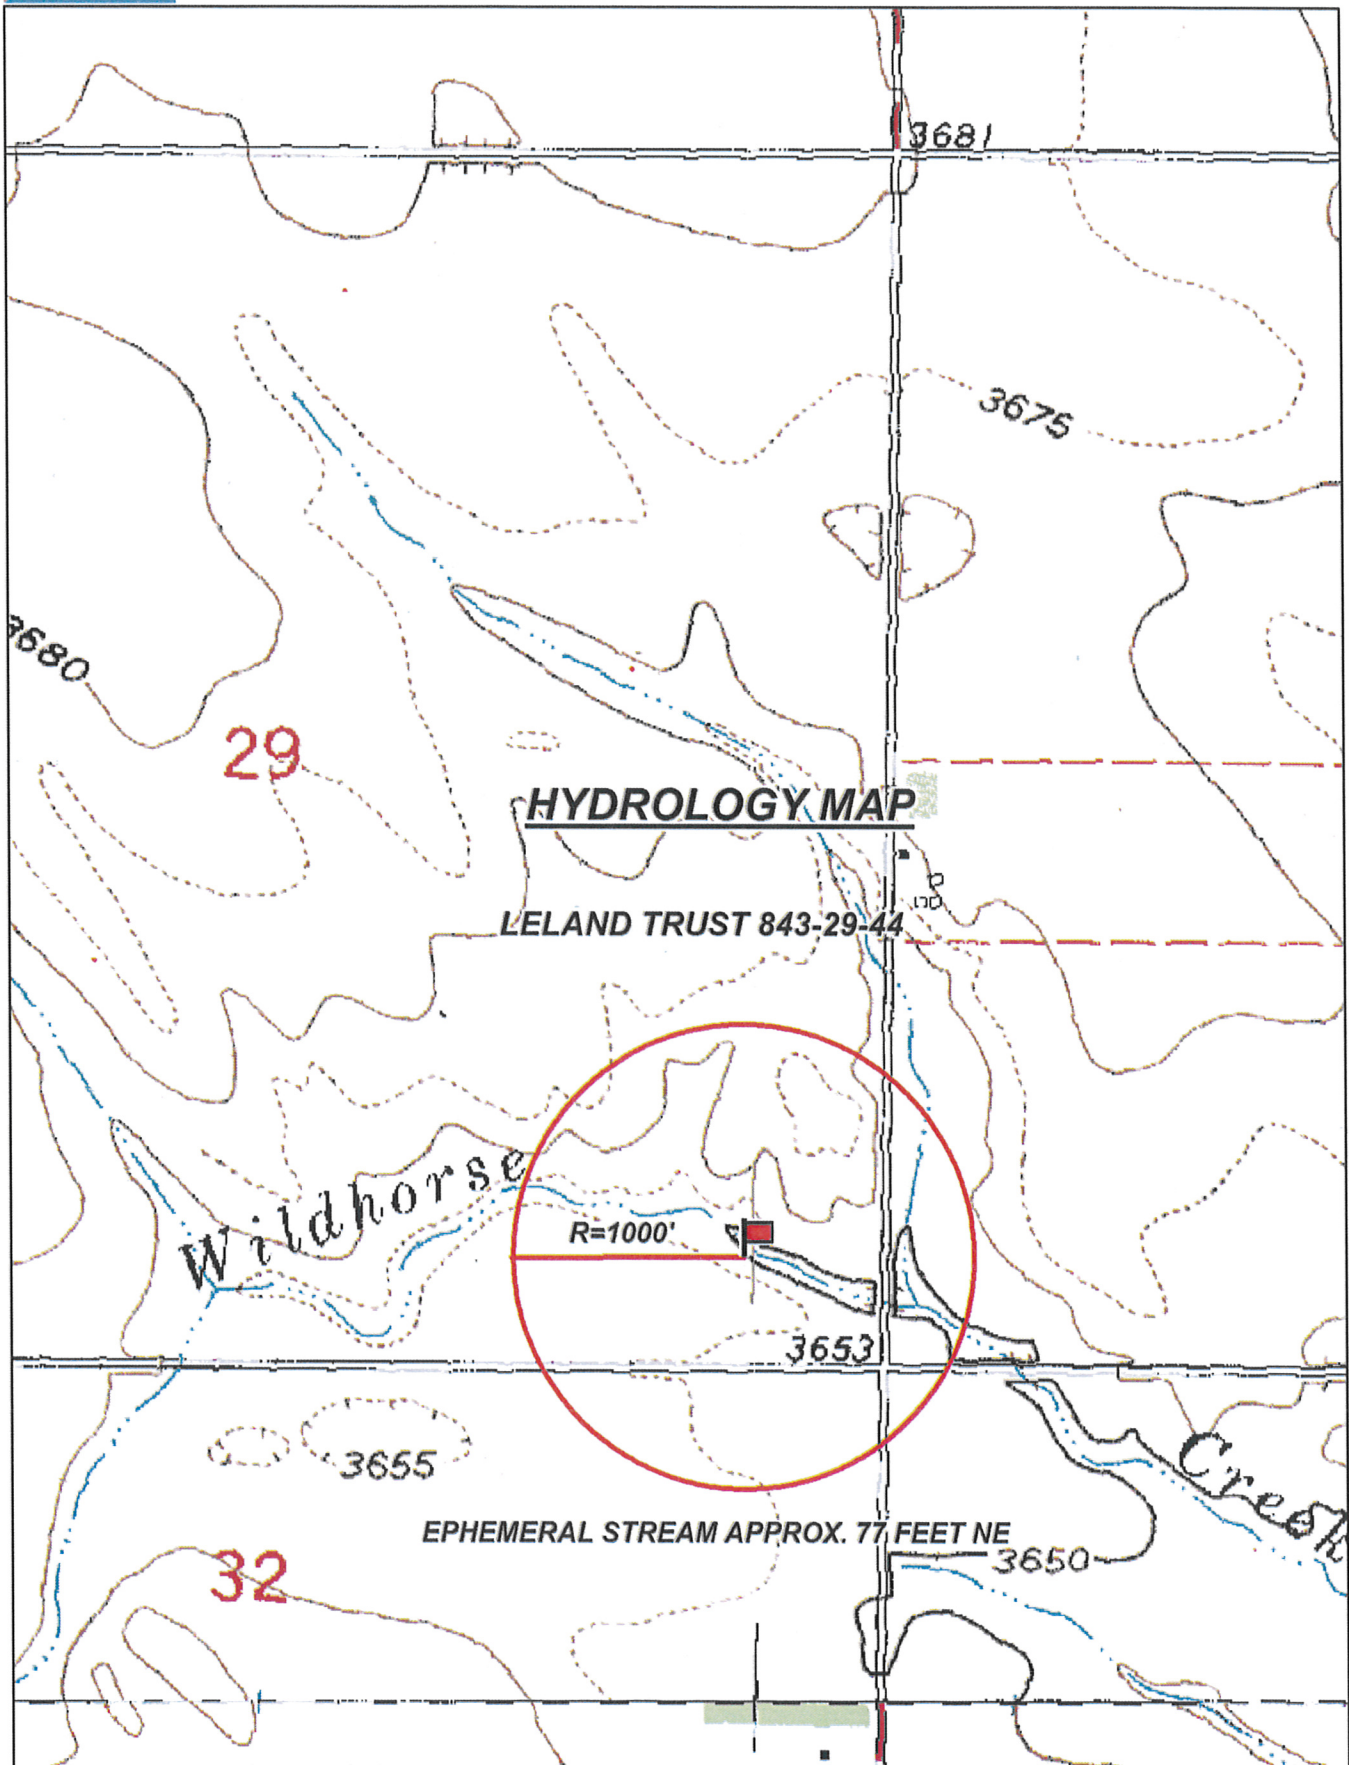 3681
3675
3680
29
HYDROLOGY MAP
LELAND TRUST 843-29-44
Wildhorse
R=1000'
3653
3655
Creek
EPHEMERAL STREAM APPROX. 77 FEET NE
3650
32